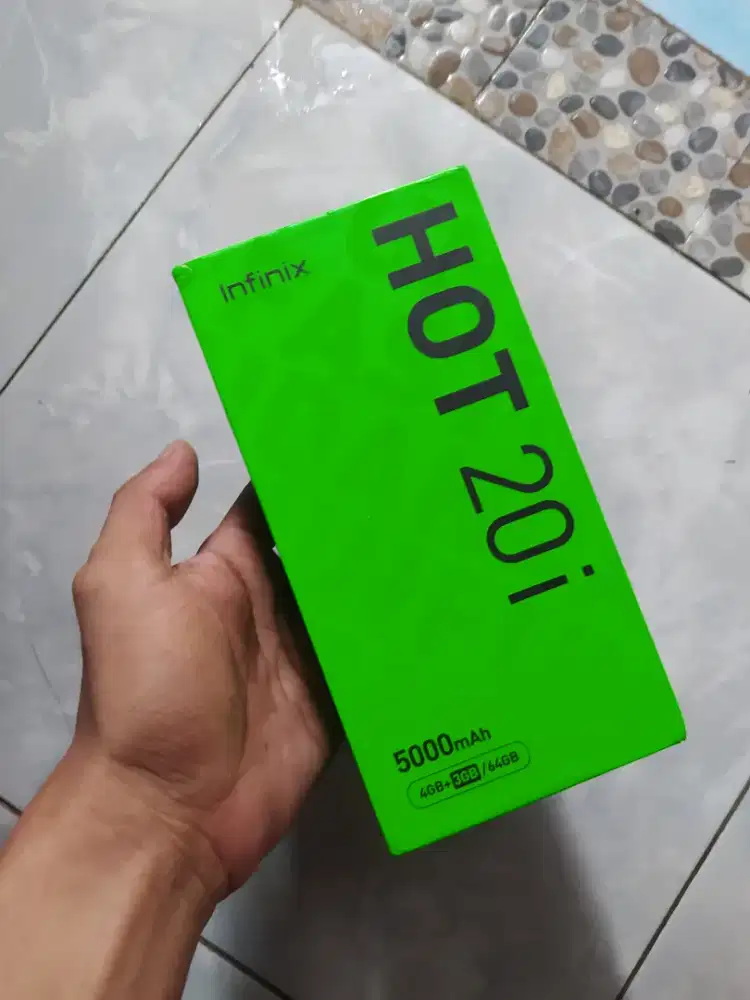 Infinix
HOT 20i
5000mAh
4GB+3GB/64GB